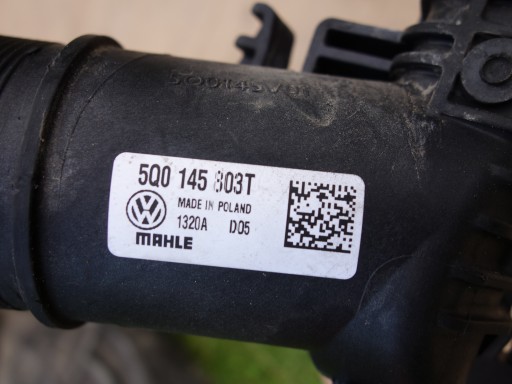 5Q0 145 803T
MADE IN POLAND
1320A D05
MAHLE